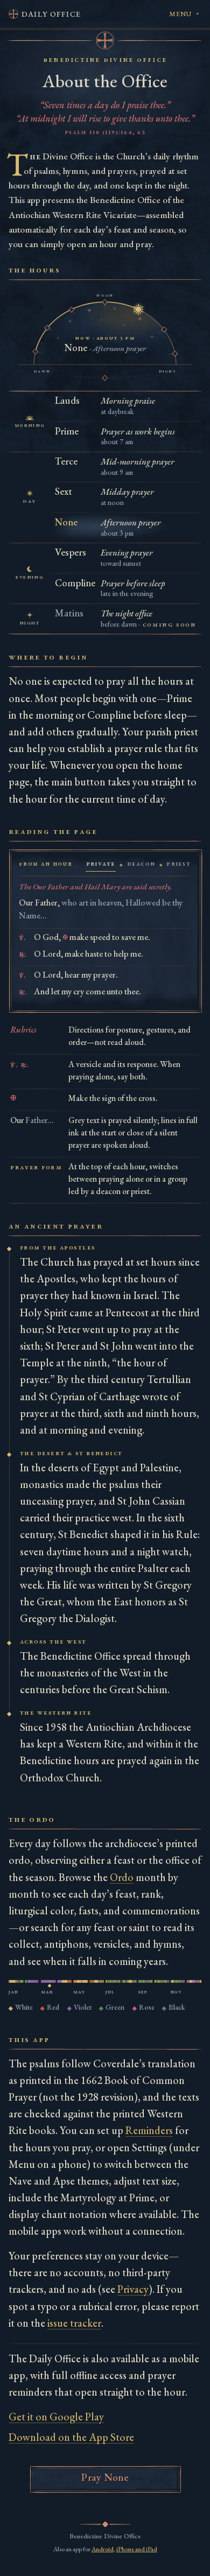 DAILY OFFICE
MENU
BENEDICTINE DIVINE OFFICE
About the Office
“Seven times a day do I praise thee.”
“At midnight I will rise to give thanks unto thee.”
PSALM 118 (119):164, 62
THE Divine Office is the Church’s daily rhythm
of psalms, hymns, and prayers, prayed at set
hours through the day, and once kept in the night.
This app presents the Benedictine Office of the
Antiochian Western Rite Vicariate—assembled
automatically for each day’s feast and season, so
you can simply open an hour and pray.
THE HOURS
NOON
NOW · ABOUT 3 PM
None · Afternoon prayer
DAWN
NIGHT
MORNING
Lauds
Morning praise
at daybreak
Prime
Prayer as work begins
about 7 am
DAY
Terce
Mid-morning prayer
about 9 am
Sext
Midday prayer
at noon
None
Afternoon prayer
about 3 pm
EVENING
Vespers
Evening prayer
toward sunset
Compline
Prayer before sleep
late in the evening
NIGHT
Matins
The night office
before dawn · COMING SOON
WHERE TO BEGIN
No one is expected to pray all the hours at
once. Most people begin with one—Prime
in the morning or Compline before sleep—
and add others gradually. Your parish priest
can help you establish a prayer rule that fits
your life. Whenever you open the home
page, the main button takes you straight to
the hour for the current time of day.
READING THE PAGE
FROM AN HOUR
PRIVATE ◆ DEACON ◆ PRIEST
The Our Father and Hail Mary are said secretly.
Our Father, who art in heaven, Hallowed be thy
Name…
℣. O God, ✠ make speed to save me.
℟. O Lord, make haste to help me.
℣. O Lord, hear my prayer.
℟. And let my cry come unto thee.
Rubrics
Directions for posture, gestures, and
order—not read aloud.
℣. ℟.
A versicle and its response. When
praying alone, say both.
✠
Make the sign of the cross.
Our Father…
Grey text is prayed silently; lines in full
ink at the start or close of a silent
prayer are spoken aloud.
PRAYER FORM
At the top of each hour, switches
between praying alone or in a group
led by a deacon or priest.
AN ANCIENT PRAYER
FROM THE APOSTLES
The Church has prayed at set hours since
the Apostles, who kept the hours of
prayer they had known in Israel. The
Holy Spirit came at Pentecost at the third
hour; St Peter went up to pray at the
sixth; St Peter and St John went into the
Temple at the ninth, “the hour of
prayer.” By the third century Tertullian
and St Cyprian of Carthage wrote of
prayer at the third, sixth and ninth hours,
and at morning and evening.
THE DESERT & ST BENEDICT
In the deserts of Egypt and Palestine,
monastics made the psalms their
unceasing prayer, and St John Cassian
carried their practice west. In the sixth
century, St Benedict shaped it in his Rule:
seven daytime hours and a night watch,
praying through the entire Psalter each
week. His life was written by St Gregory
the Great, whom the East honors as St
Gregory the Dialogist.
ACROSS THE WEST
The Benedictine Office spread through
the monasteries of the West in the
centuries before the Great Schism.
THE WESTERN RITE
Since 1958 the Antiochian Archdiocese
has kept a Western Rite, and within it the
Benedictine hours are prayed again in the
Orthodox Church.
THE ORDO
Every day follows the archdiocese’s printed
ordo, observing either a feast or the office of
the season. Browse the Ordo month by
month to see each day’s feast, rank,
liturgical color, fasts, and commemorations
—or search for any feast or saint to read its
collect, antiphons, versicles, and hymns,
and see when it falls in coming years.
JAN MAR MAY JUL SEP NOV
White Red Violet Green Rose Black
THIS APP
The psalms follow Coverdale’s translation
as printed in the 1662 Book of Common
Prayer (not the 1928 revision), and the texts
are checked against the printed Western
Rite books. You can set up Reminders for
the hours you pray, or open Settings (under
Menu on a phone) to switch between the
Nave and Apse themes, adjust text size,
include the Martyrology at Prime, or
display chant notation where available. The
mobile apps work without a connection.
Your preferences stay on your device—
there are no accounts, no third-party
trackers, and no ads (see Privacy). If you
spot a typo or a rubrical error, please report
it on the issue tracker.
The Daily Office is also available as a mobile
app, with full offline access and prayer
reminders that open straight to the hour.
Get it on Google Play
Download on the App Store
Pray None
Benedictine Divine Office
Also an app for Android, iPhone and iPad